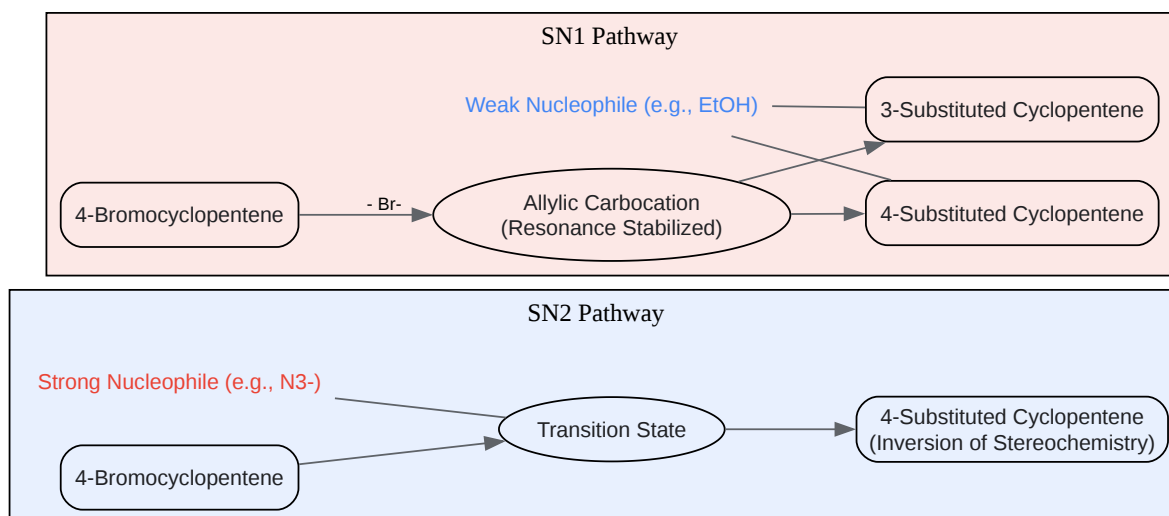 SN1 Pathway
Weak Nucleophile (e.g., EtOH)
3-Substituted Cyclopentene
4-Bromocyclopentene
- Br-
Allylic Carbocation
(Resonance Stabilized)
4-Substituted Cyclopentene
SN2 Pathway
Strong Nucleophile (e.g., N3-)
4-Bromocyclopentene
Transition State
4-Substituted Cyclopentene
(Inversion of Stereochemistry)